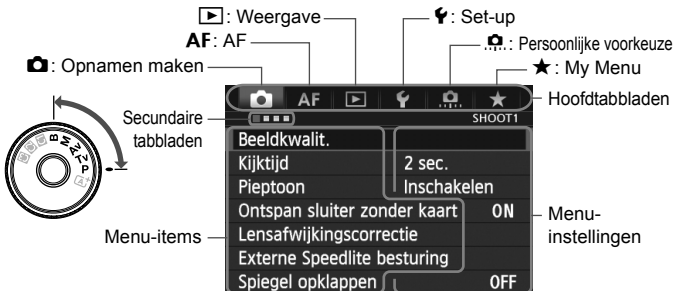 : Weergave
: Set-up
AF: AF
: Persoonlijke voorkeuze
: Opnamen maken
★: My Menu
AF
Hoofdtabbladen
Secundaire
tabbladen
SHOOT1
Beeldkwalit.
Kijktijd 2 sec.
Pieptoon Inschakelen
Ontspan sluiter zonder kaart ON
Menu-items
Lensafwijkingscorrectie
Menu-
instellingen
Externe Speedlite besturing
Spiegel opklappen OFF
B M Av Tv P A+